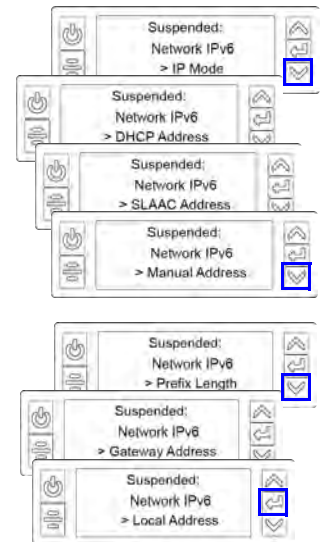 Suspended:
Network IPv6
> IP Mode
Suspended:
Network IPv6
> DHCP Address
Suspended:
Network IPv6
> SLAAC Address
Suspended:
Network IPv6
> Manual Address
Suspended:
Network IPv6
> Prefix Length
Suspended:
Network IPv6
> Gateway Address
Suspended:
Network IPv6
> Local Address